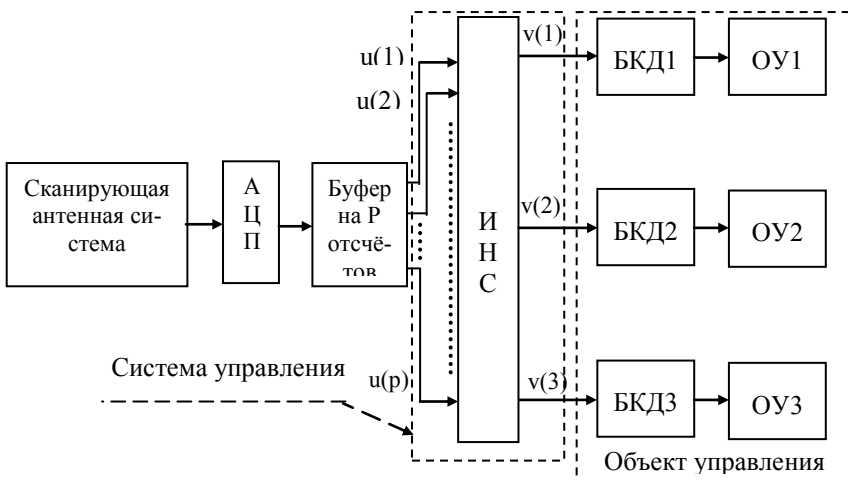 u(1)
u(2)
u(p)
v(1)
v(2)
v(3)
Сканирующая
антенная си-
стема
А
Ц
П
Буфер
на Р
отсчё-
тов
И
Н
С
БКД1
ОУ1
БКД2
ОУ2
БКД3
ОУ3
Система управления
Объект управления